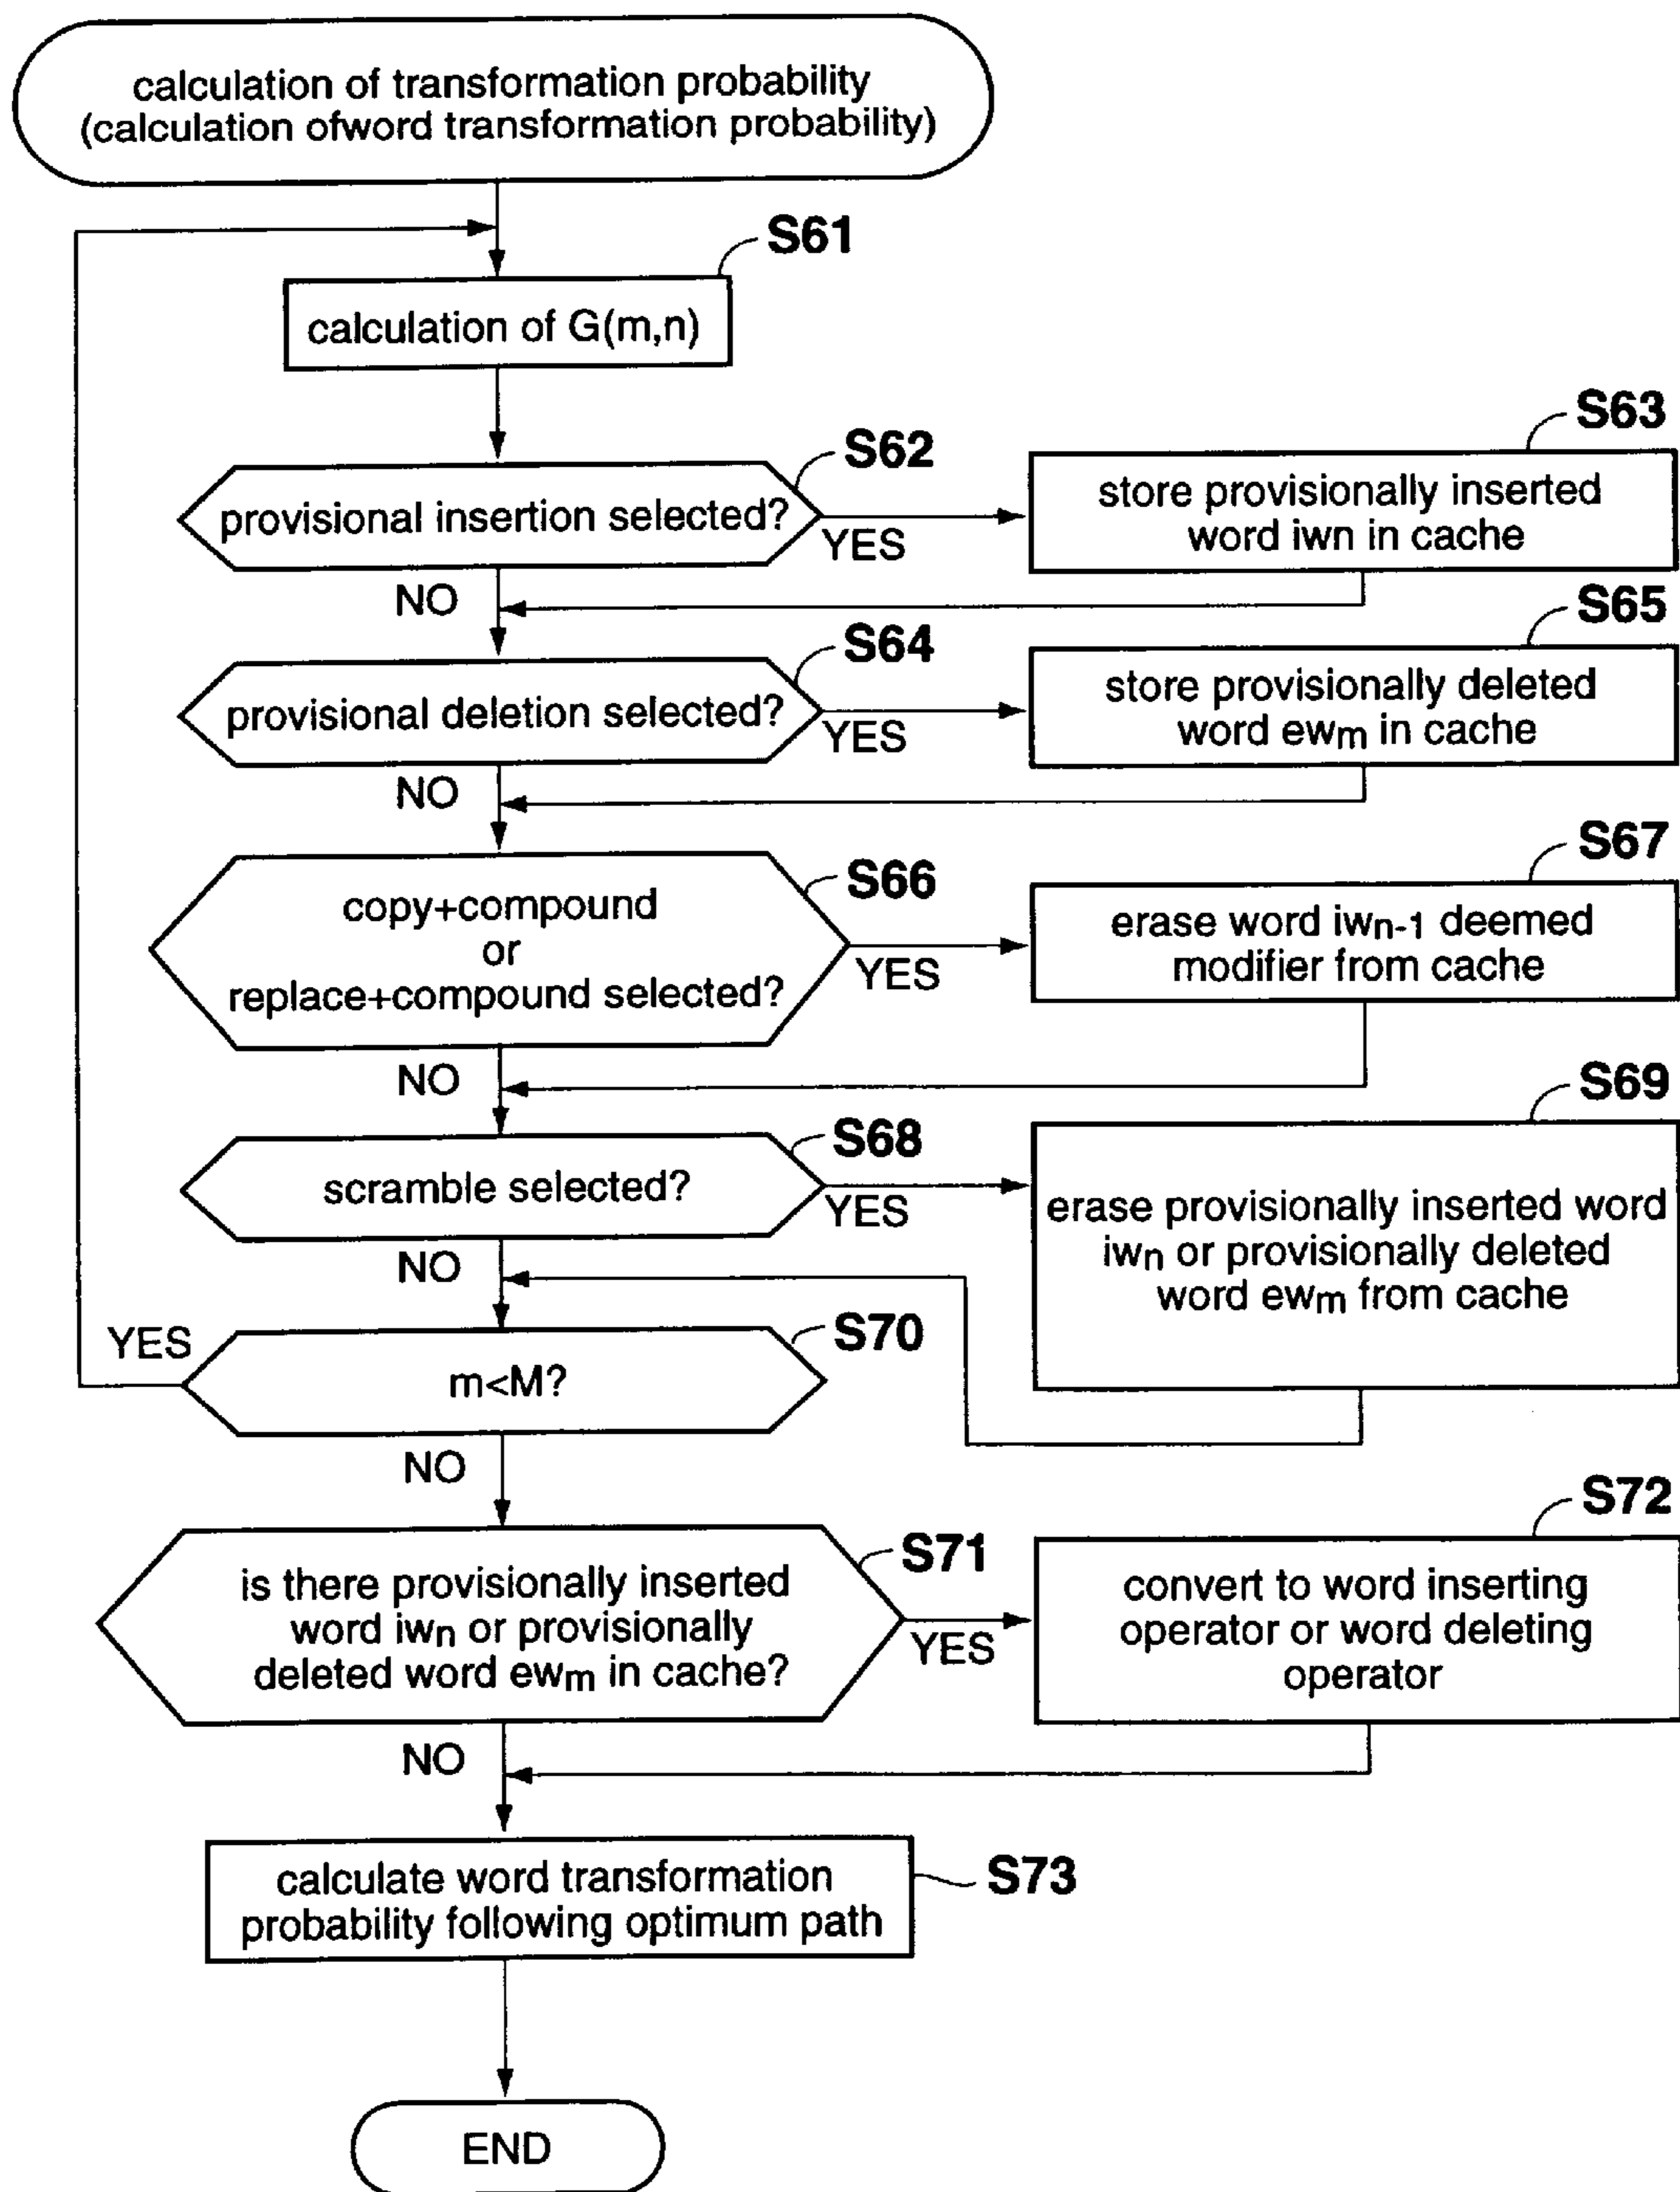 calculation of transformation probability
(calculation ofword transformation probability)
S61
calculation of G(m,n)
S62
provisional insertion selected?
YES
NO
S63
store provisionally inserted
word iwn in cache
S64
provisional deletion selected?
YES
NO
S65
store provisionally deleted
word ewm in cache
S66
copy+compound
or
replace+compound selected?
YES
NO
S67
erase word iwn-1 deemed
modifier from cache
S68
scramble selected?
YES
NO
S69
erase provisionally inserted word
iwn or provisionally deleted
word ewm from cache
S70
m<M?
YES
NO
S71
is there provisionally inserted
word iwn or provisionally
deleted word ewm in cache?
YES
NO
S72
convert to word inserting
operator or word deleting
operator
S73
calculate word transformation
probability following optimum path
END